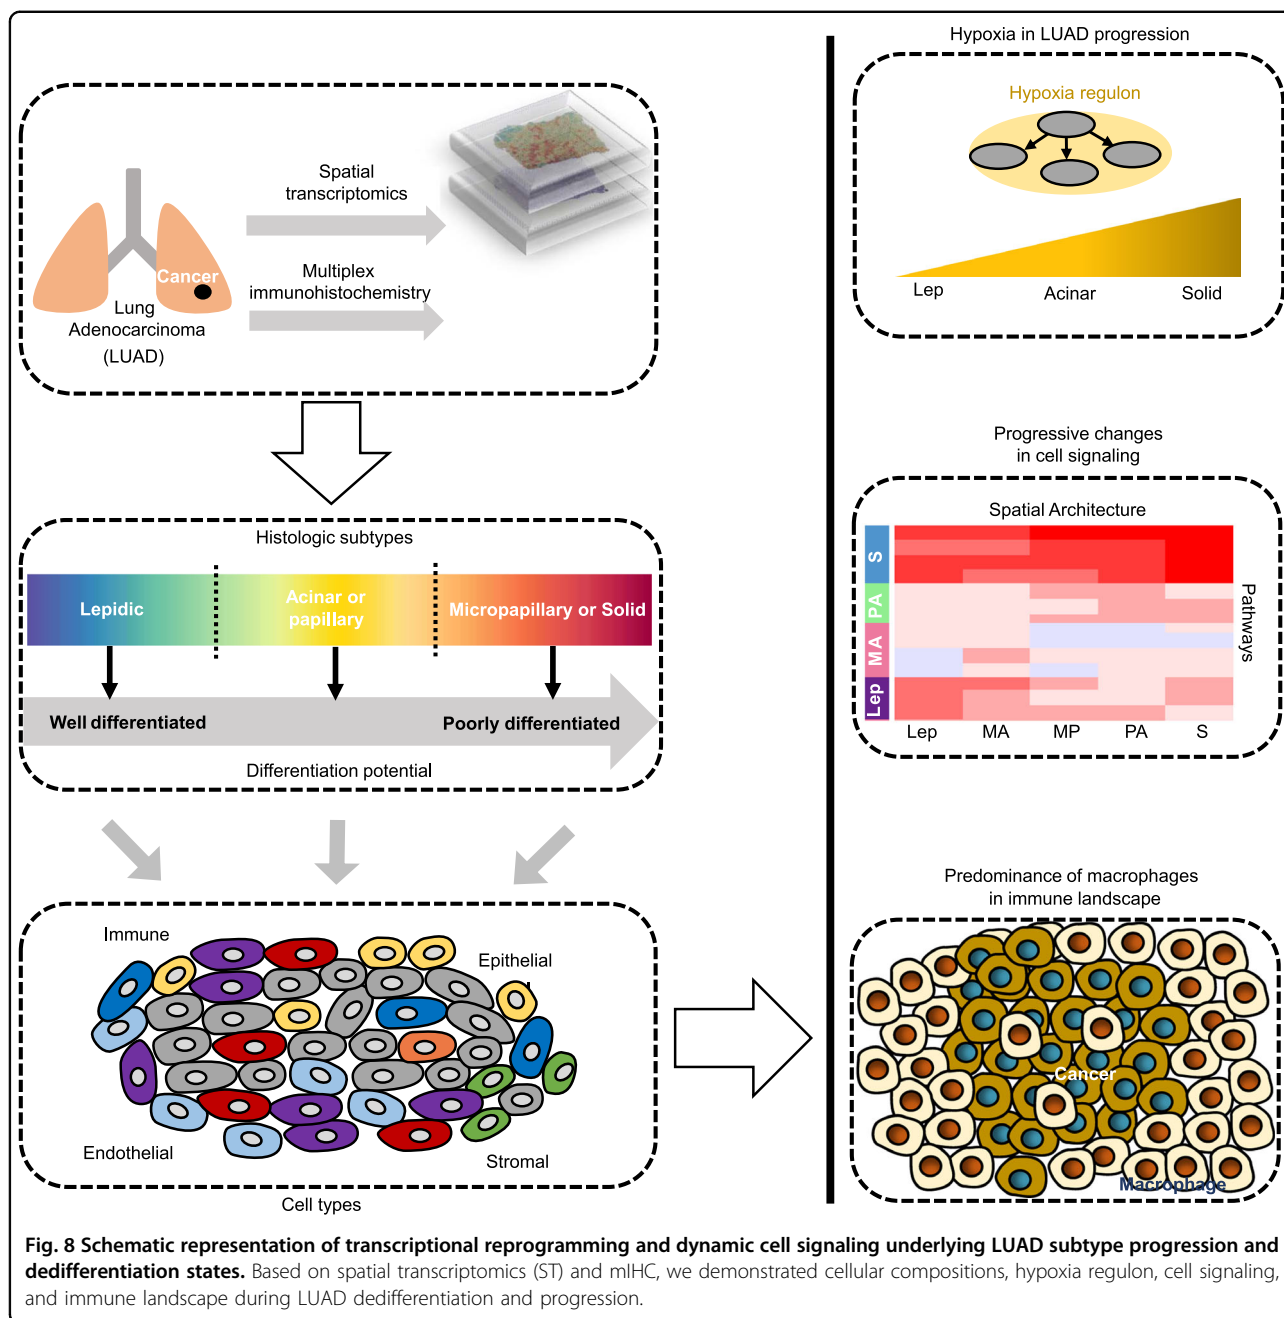 Spatial
transcriptomics
Multiplex
immunohistochemistry
Cancer
Lung
Adenocarcinoma
(LUAD)
Histologic subtypes
Lepidic
Acinar or
papillary
Micropapillary or Solid
Well differentiated
Poorly differentiated
Differentiation potential
Immune
Epithelial
Endothelial
Stromal
Cell types
Hypoxia in LUAD progression
Hypoxia regulon
Lep
Acinar
Solid
Progressive changes
in cell signaling
Spatial Architecture
S
PA
MA
Lep
Pathways
Lep
MA
MP
PA
S
Predominance of macrophages
in immune landscape
Cancer
Macrophage
Fig. 8 Schematic representation of transcriptional reprogramming and dynamic cell signaling underlying LUAD subtype progression and
dedifferentiation states. Based on spatial transcriptomics (ST) and mIHC, we demonstrated cellular compositions, hypoxia regulon, cell signaling,
and immune landscape during LUAD dedifferentiation and progression.